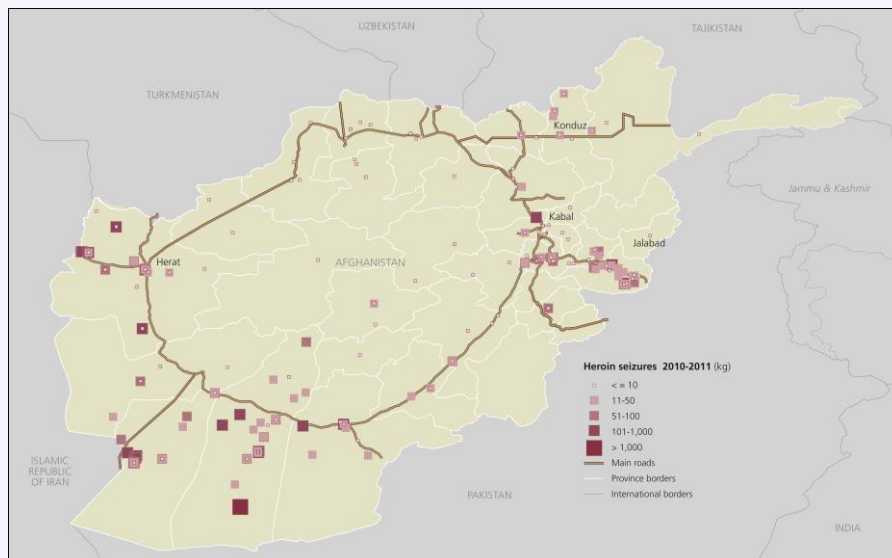 UZBEKISTAN
TAJIKISTAN
TURKMENISTAN
Konduz
Jammu & Kashmir
Kabal
Jalabad
Herat
AFGHANISTAN
Heroin seizures 2010-2011 (kg)
< = 10
11-50
51-100
101-1,000
> 1,000
Main roads
Province borders
International borders
ISLAMIC
REPUBLIC
OF IRAN
PAKISTAN
INDIA